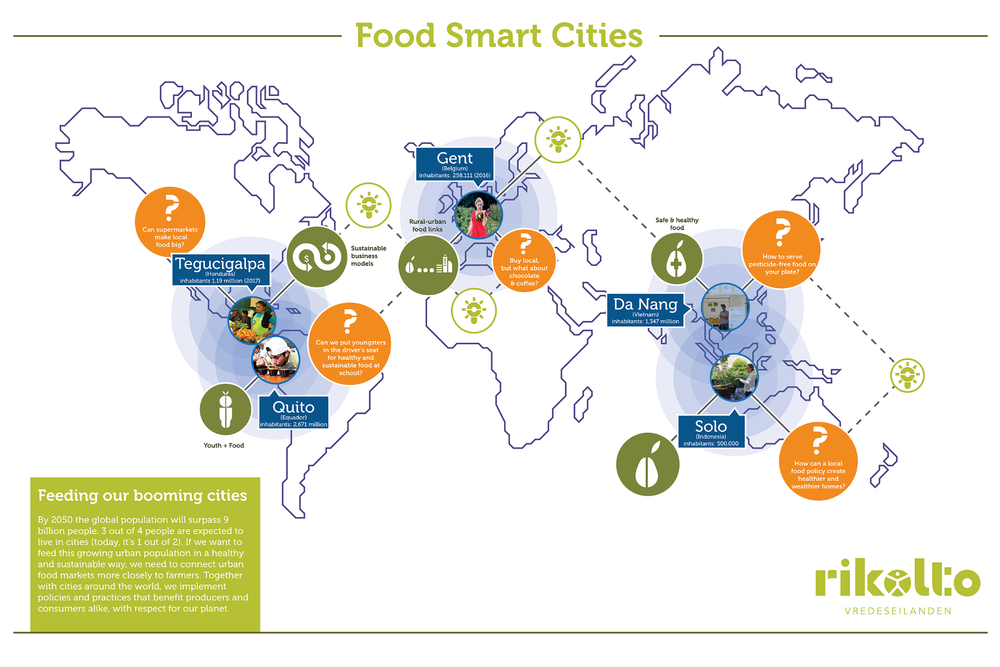 Food Smart Cities
Gent
(Belgium)
inhabitants: 258.111 (2016)
?
Can supermarkets
make local
food big?
Rural-urban
food links
Safe & healthy
food
?
How to serve
pesticide-free food on
your plate?
Tegucigalpa
(Honduras)
inhabitants 1,19 million (2017)
$
Sustainable
business
models
?
Buy local,
but what about
chocolate
& coffee?
Da Nang
(Vietnam)
inhabitants: 1,347 million
?
Can we put youngsters
in the driver's seat
for healthy and
sustainable food at
school?
Quito
(Equador)
inhabitants: 2,671 million
Youth + Food
Solo
(Indonesia)
inhabitants: 500.000
?
How can a local
food policy create
healthier and
wealthier homes?
Feeding our booming cities
By 2050 the global population will surpass 9
billion people. 3 out of 4 people are expected to
live in cities (today, it's 1 out of 2). If we want to
feed this growing urban population in a healthy
and sustainable way, we need to connect urban
food markets more closely to farmers. Together
with cities around the world, we implement
policies and practices that benefit producers and
consumers alike, with respect for our planet.
rikolto
VREDESEILANDEN